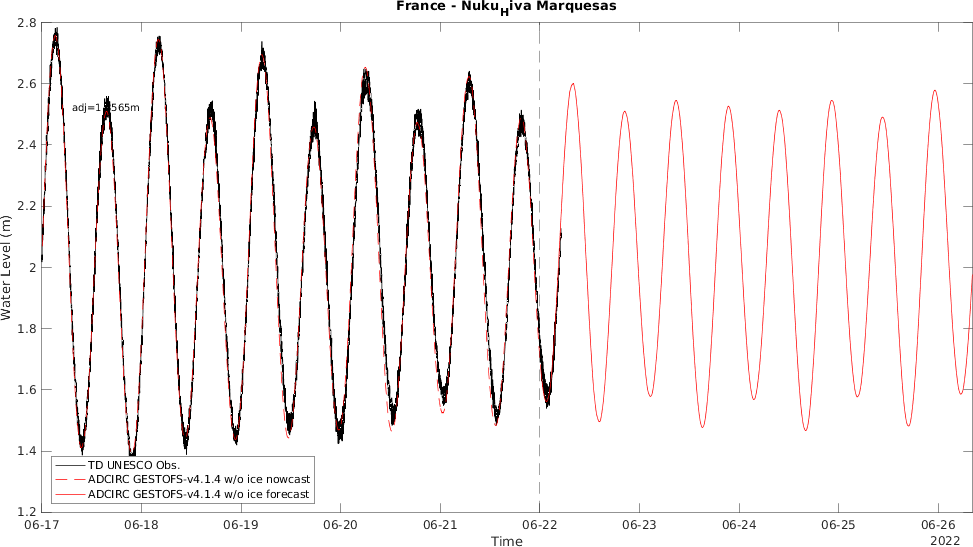 France - Nuku_Hiva Marquesas
2.8
2.6
2.4
2.2
2
1.8
1.6
1.4
1.2
Water Level (m)
TD UNESCO Obs.
ADCIRC GESTOFS-v4.1.4 w/o ice nowcast
ADCIRC GESTOFS-v4.1.4 w/o ice forecast
06-17 06-18 06-19 06-20 06-21 06-22 06-23 06-24 06-25 06-26
Time
2022